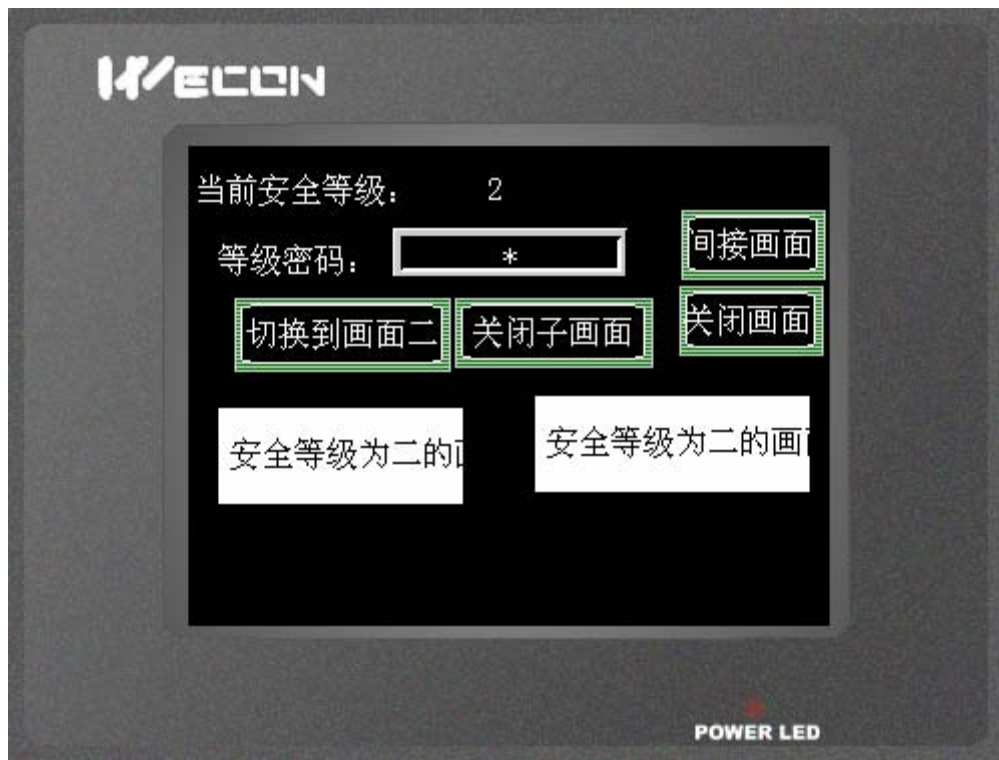 WECON
当前安全等级： 2
等级密码： *
间接画面
切换到画面二
关闭子画面
关闭画面
安全等级为二的
安全等级为二的画
POWER LED